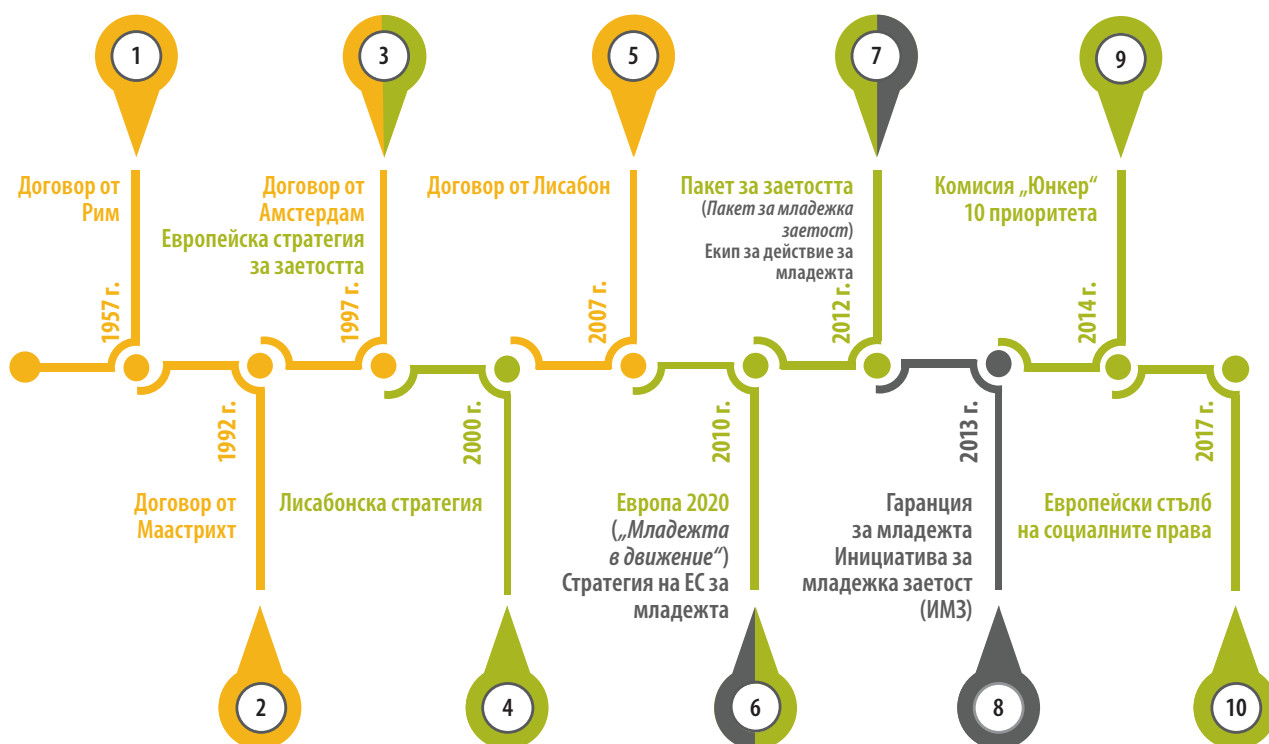 1
3
5
7
9
Договор от
Рим
Договор от
Амстердам
Европейска стратегия
за заетостта
Договор от Лисабон
Пакет за заетостта
(Пакет за младежка
заетост)
Екип за действие за
младежта
Комисия „Юнкер“
10 приоритета
1957 г.
1997 г.
2007 г.
2012 г.
2014 г.
1992 г.
2000 г.
2010 г.
2013 г.
2017 г.
Договор от
Маастрихт
Лисабонска стратегия
Европа 2020
(„Младежта
в движение“)
Стратегия на ЕС за
младежта
Гаранция
за младежта
Инициатива за
младежка заетост
(ИМЗ)
Европейски стълб
на социалните права
2
4
6
8
10